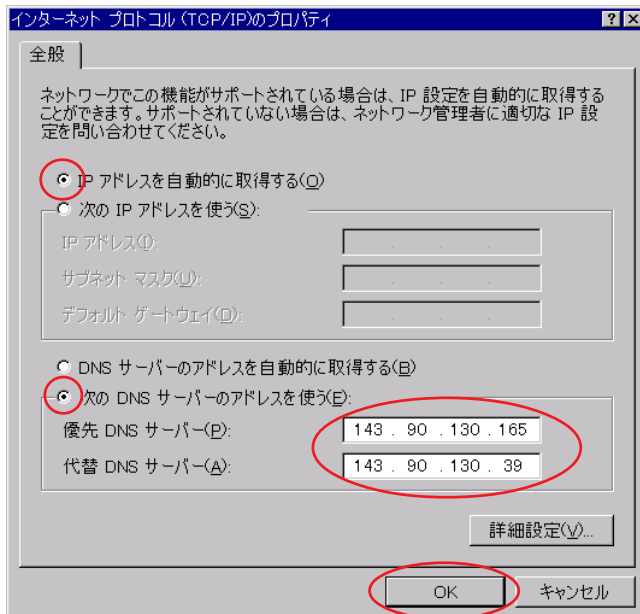 インターネット プロトコル (TCP/IP)のプロパティ
全般
ネットワークでこの機能がサポートされている場合は、IP 設定を自動的に取得する
ことができます。サポートされていない場合は、ネットワーク管理者に適切な IP 設
定を問い合わせてください。
IP アドレスを自動的に取得する(O)
次の IP アドレスを使う(S):
IP アドレス(I):
サブネット マスク(U):
デフォルト ゲートウェイ(D):
DNS サーバーのアドレスを自動的に取得する(B)
次の DNS サーバーのアドレスを使う(E):
優先 DNS サーバー(P): 143 . 90 . 130 . 165
代替 DNS サーバー(A): 143 . 90 . 130 . 39
詳細設定(V)...
OK キャンセル